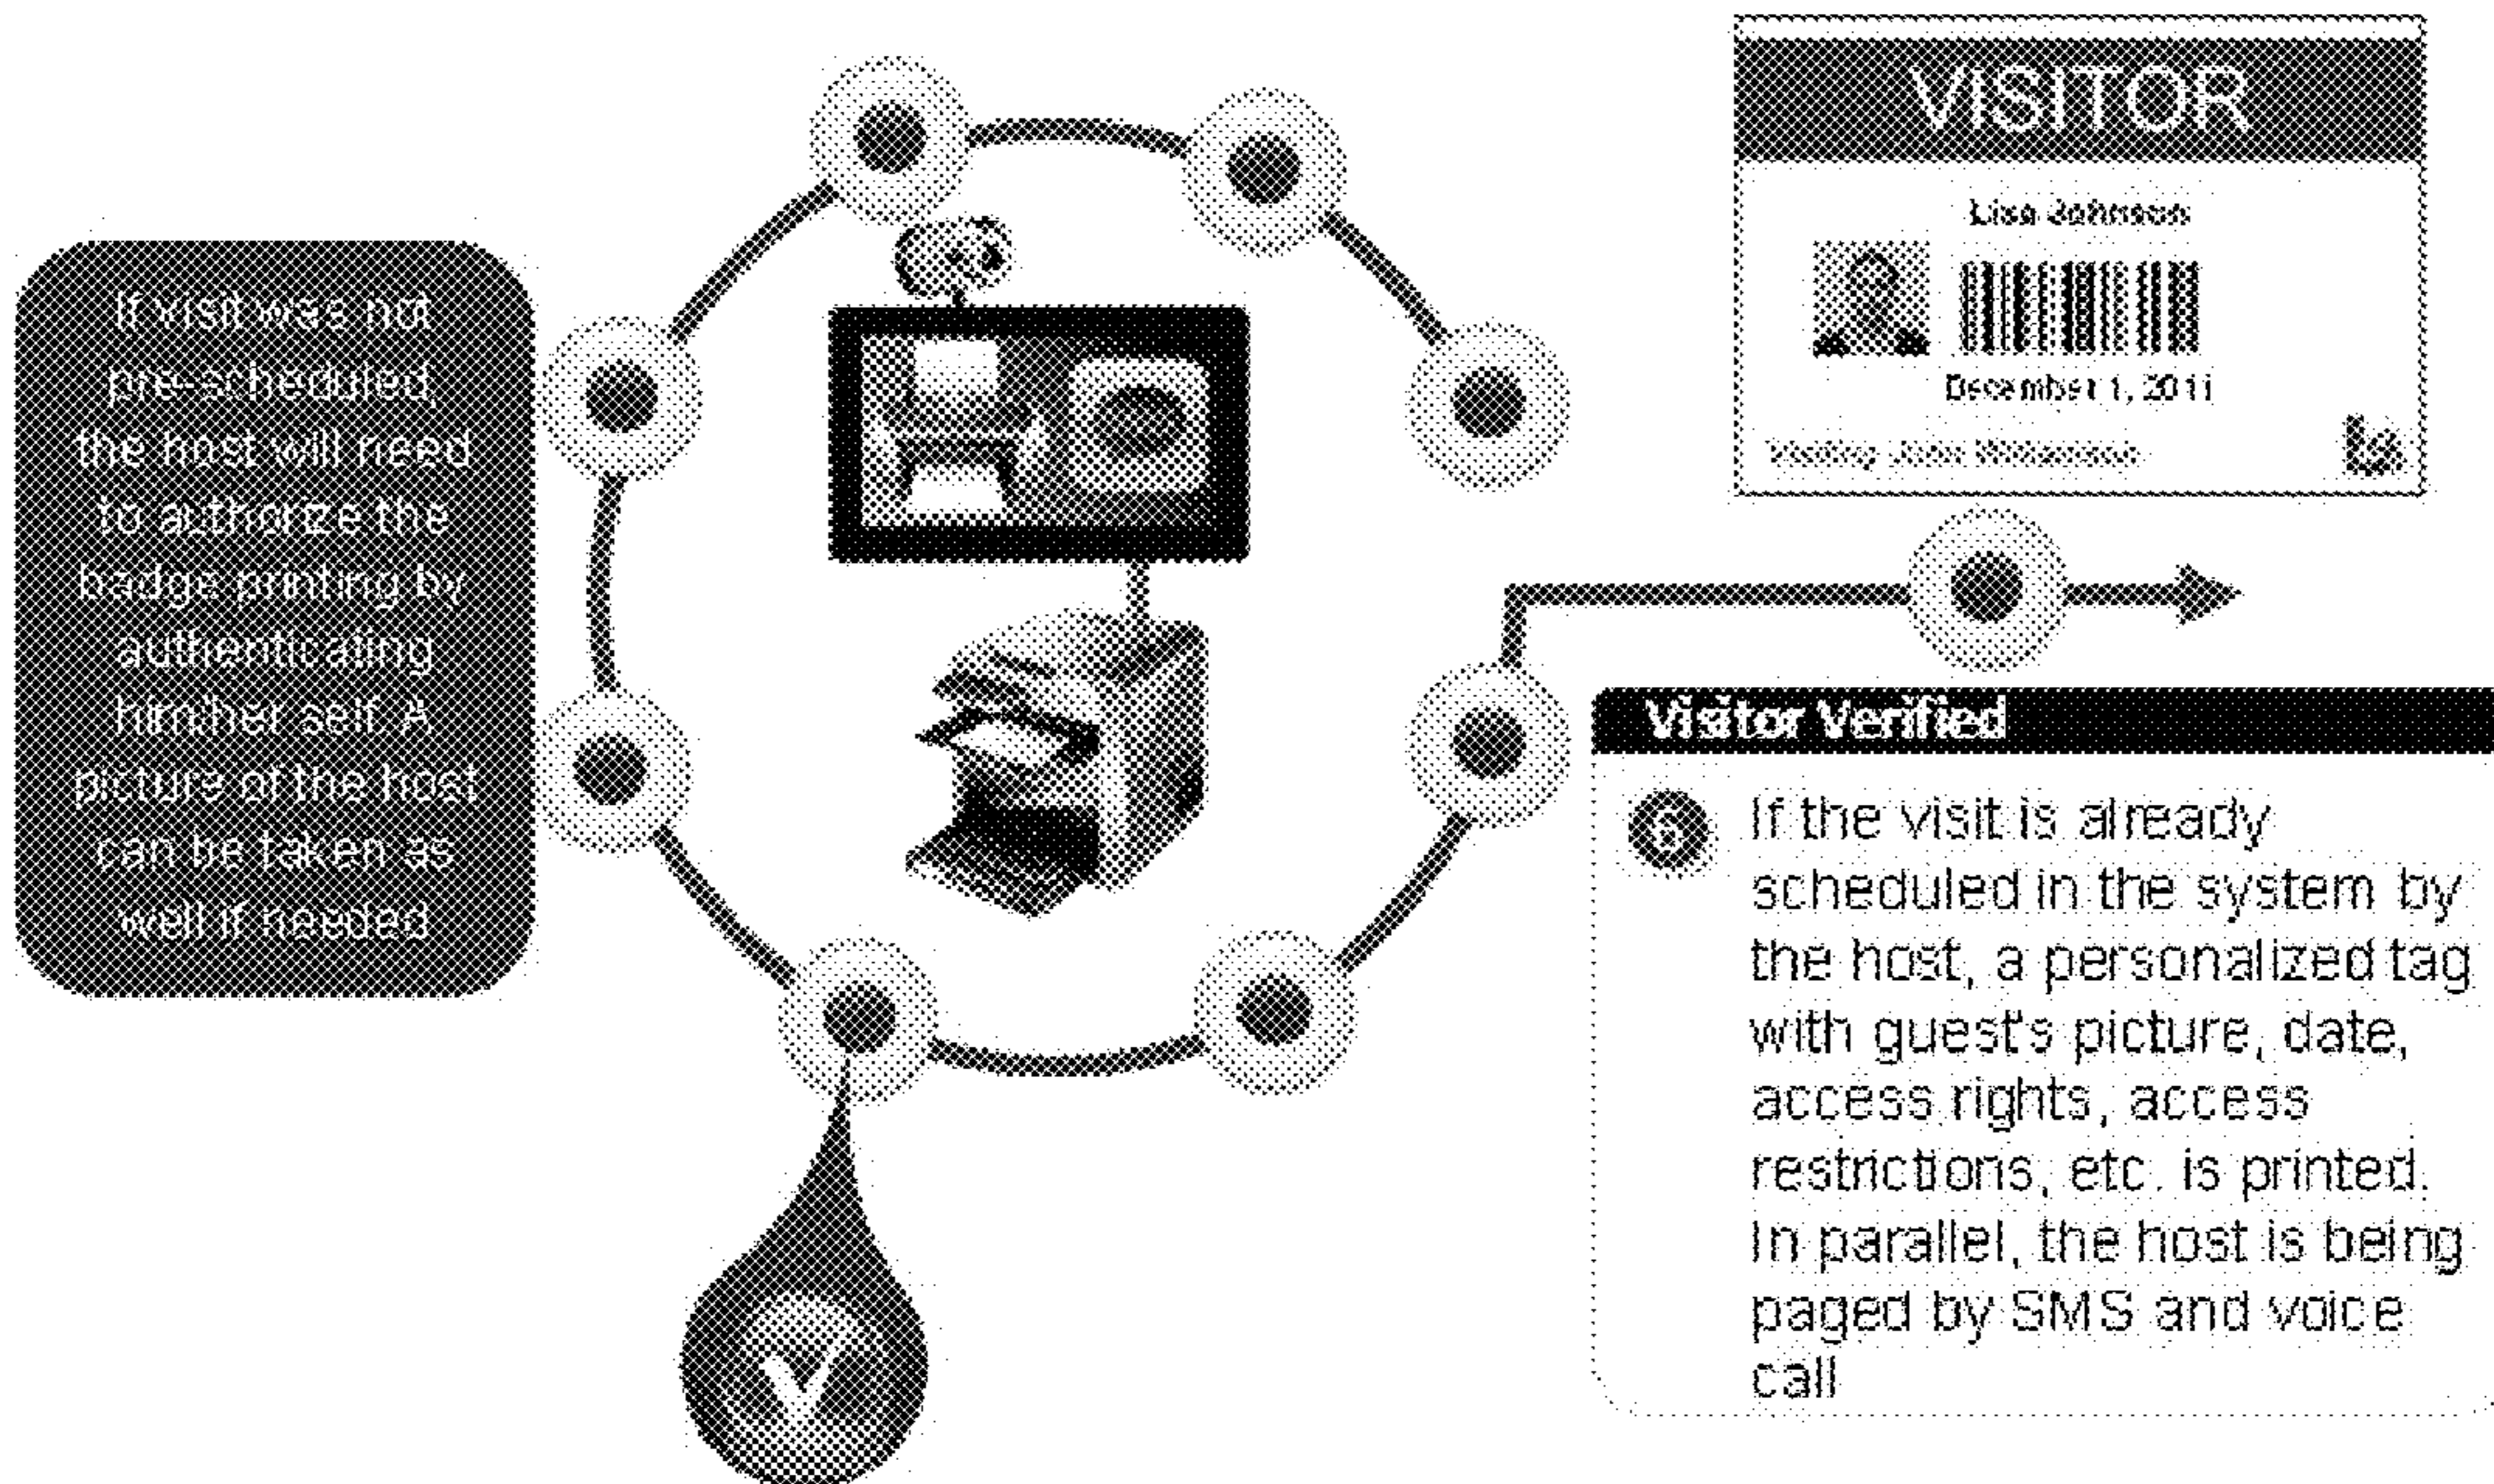 If visit was not
pre-scheduled,
the host will need
to authorize the
badge printing by
authenticating
him/her self. A
picture of the host
can be taken as
well if needed
VISITOR
Lisa Johnson
December 1, 2011
Visiting John
Visitor Verified
6 If the visit is already
scheduled in the system by
the host, a personalized tag
with guest's picture, date,
access rights, access
restrictions, etc. is printed.
In parallel, the host is being
paged by SMS and voice
call